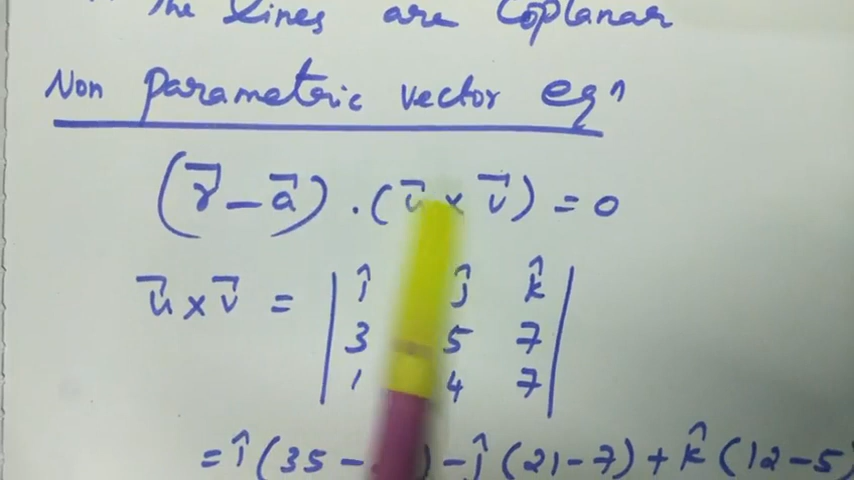 The lines are Coplanar
Non parametric vector eqn
(r⃗ – a⃗) . (u⃗ × v⃗) = 0
u⃗ × v⃗ = | î ĵ k̂ |
3 5 7
1 4 7
= î (35 – ) – ĵ (21 – 7) + k̂ (12 – 5)